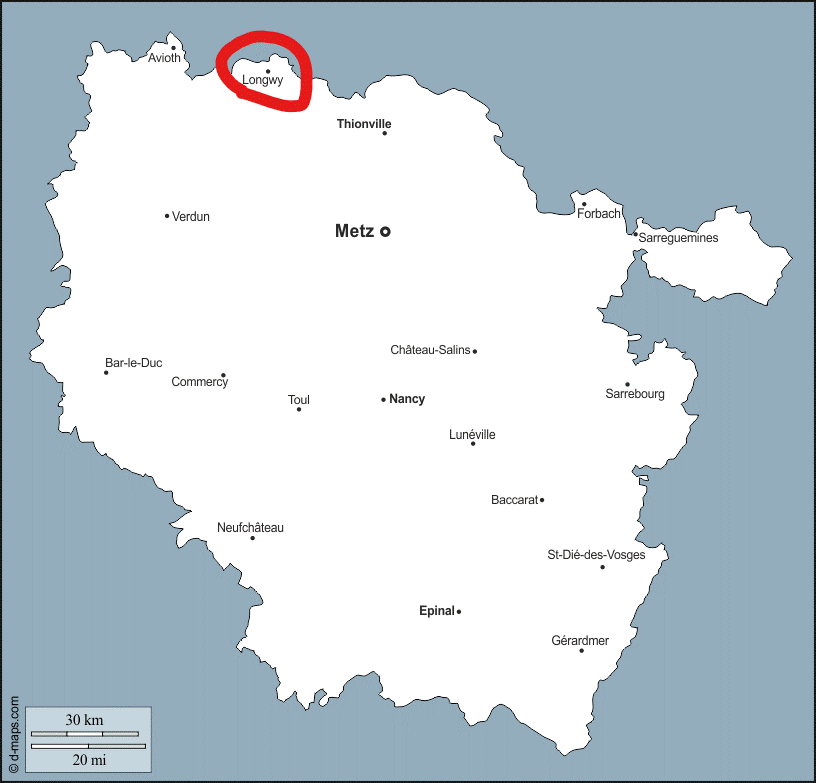 Avioth
Longwy
Thionville
Verdun
Metz
Forbach
Sarreguemines
Château-Salins
Bar-le-Duc
Commercy
Toul
Nancy
Sarrebourg
Lunéville
Baccarat
Neufchâteau
St-Dié-des-Vosges
Epinal
Gérardmer
30 km
20 mi
© d-maps.com